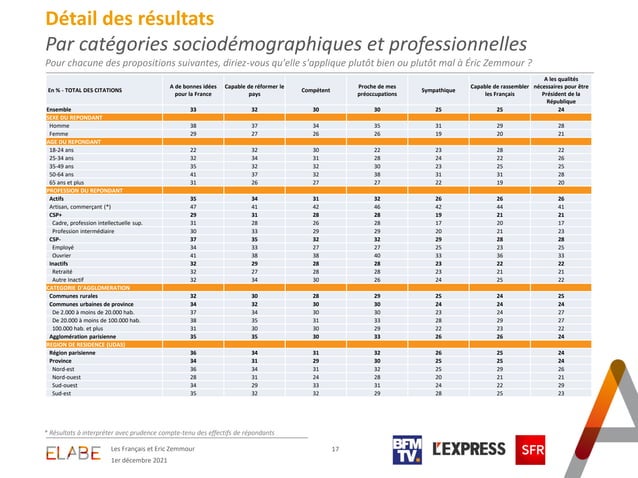 Détail des résultats
Par catégories sociodémographiques et professionnelles
Pour chacune des propositions suivantes, diriez-vous qu'elle s'applique plutôt bien ou plutôt mal à Éric Zemmour ?
En % - TOTAL DES CITATIONS A de bonnes idées pour la France Capable de réformer le pays Compétent Proche de mes préoccupations Sympathique Capable de rassembler les Français A les qualités nécessaires pour être Président de la République
Ensemble 33 32 30 30 25 25 24
SEXE DU REPONDANT
Homme 38 37 34 35 31 29 28
Femme 29 27 26 26 19 20 21
AGE DU REPONDANT
18-24 ans 22 32 30 22 23 28 22
25-34 ans 32 34 31 28 24 22 26
35-49 ans 35 32 32 30 23 25 25
50-64 ans 41 37 32 38 31 31 28
65 ans et plus 31 26 27 27 22 19 20
PROFESSION DU REPONDANT
Actifs 35 34 31 32 26 26 26
Artisan, commerçant (*) 47 41 42 46 42 44 41
CSP+ 29 31 28 28 19 21 21
Cadre, profession intellectuelle sup. 31 28 26 28 17 20 17
Profession intermédiaire 30 33 29 29 20 21 23
CSP- 37 35 32 32 29 28 28
Employé 34 33 27 27 25 23 25
Ouvrier 41 38 38 40 33 36 33
Inactifs 32 29 28 28 23 22 22
Retraité 32 27 28 28 23 21 21
Autre inactif 32 34 30 26 24 25 22
CATEGORIE D'AGGLOMERATION
Communes rurales 32 30 28 29 25 24 25
Communes urbaines de province 34 32 30 30 24 24 24
De 2.000 à moins de 20.000 hab. 37 34 30 30 23 24 27
De 20.000 à moins de 100.000 hab. 38 35 31 33 28 29 27
100.000 hab. et plus 31 30 30 29 22 23 22
Agglomération parisienne 35 35 30 33 26 26 24
REGION DE RESIDENCE (UDA5)
Région parisienne 36 34 31 32 26 25 24
Province 34 31 29 30 25 25 24
Nord-est 36 34 31 32 25 29 26
Nord-ouest 28 31 24 28 20 21 21
Sud-ouest 34 29 33 31 24 22 29
Sud-est 35 32 32 29 28 25 23
* Résultats à interpréter avec prudence compte-tenu des effectifs de répondants
ELABE
Les Français et Eric Zemmour
1er décembre 2021
17
BFM TV.
L'EXPRESS
SFR